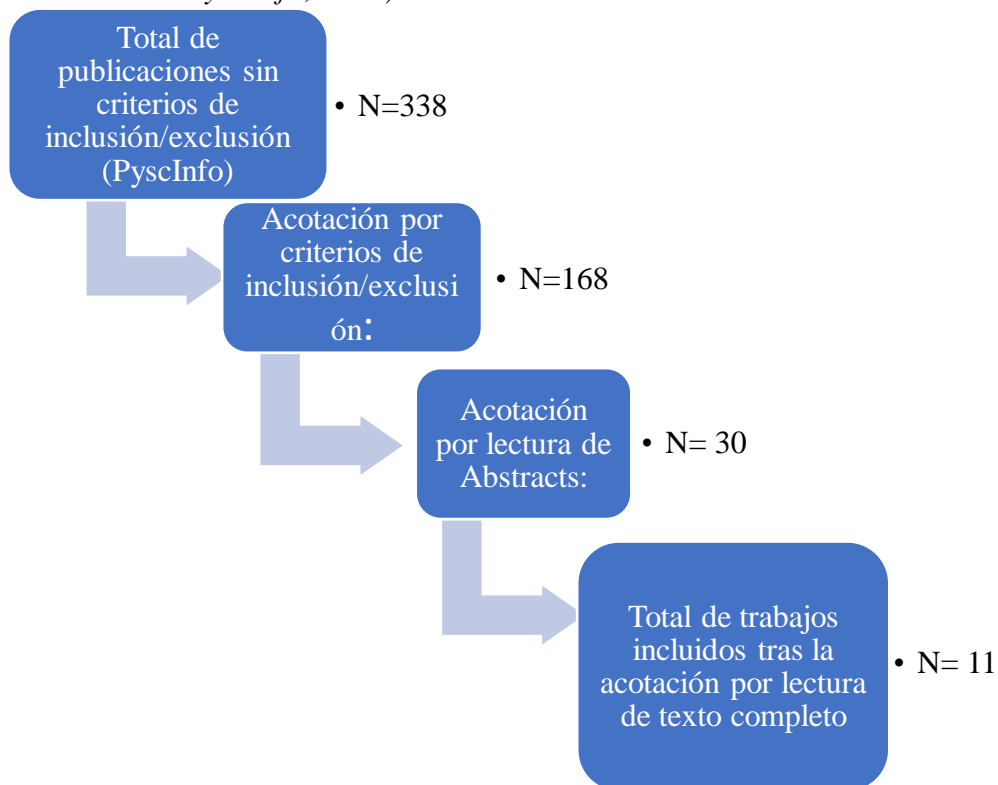 Total de
publicaciones sin
criterios de
inclusión/exclusión
(PyscInfo)
• N=338
Acotación por
criterios de
inclusión/exclusi
ón:
• N=168
Acotación
por lectura de
Abstracts:
• N= 30
Total de trabajos
incluidos tras la
acotación por lectura
de texto completo
• N= 11